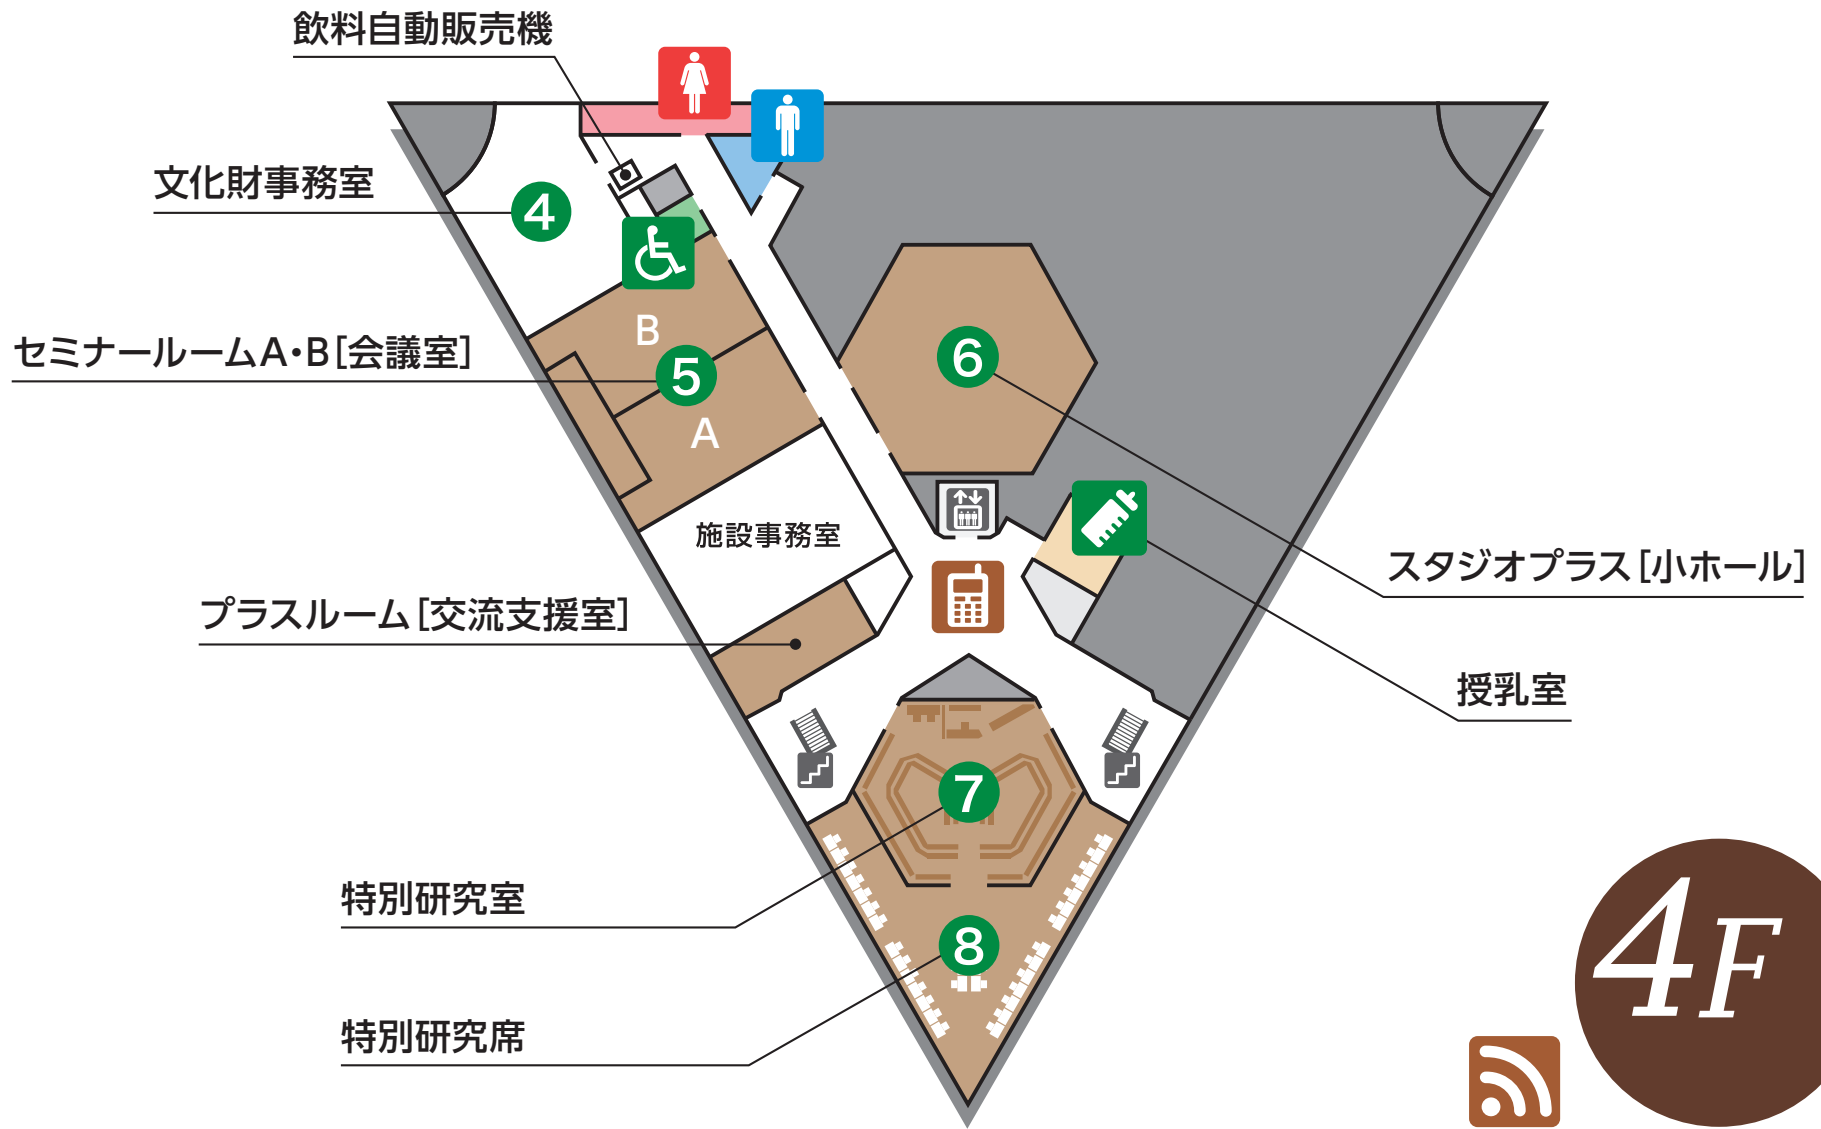 飲料自動販売機
文化財事務室
4
セミナールームA・B[会議室]
B
5
A
6
施設事務室
スタジオプラス[小ホール]
プラスルーム[交流支援室]
授乳室
7
特別研究室
8
特別研究席
4F